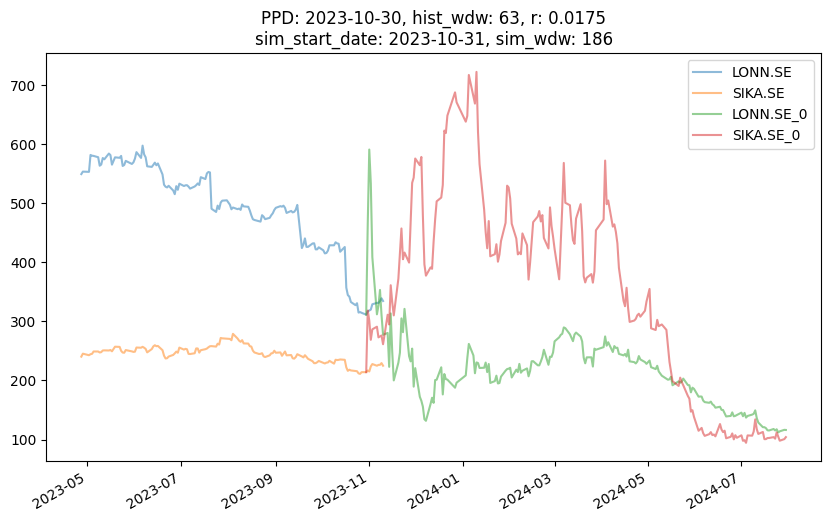 PPD: 2023-10-30, hist_wdw: 63, r: 0.0175
sim_start_date: 2023-10-31, sim_wdw: 186
LONN.SE
SIKA.SE
LONN.SE_0
SIKA.SE_0
700
600
500
400
300
200
100
2023-05
2023-07
2023-09
2023-11
2024-01
2024-03
2024-05
2024-07